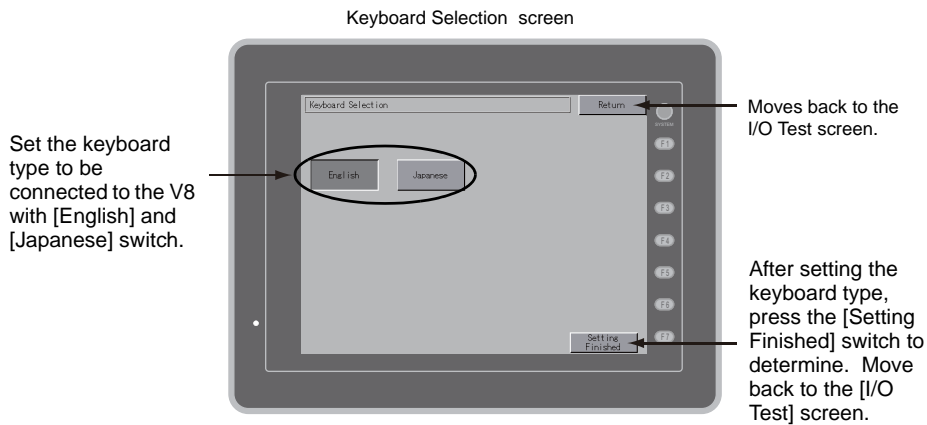 Keyboard Selection screen
Keyboard Selection
Return
SYSTEM
F1
F2
F3
F4
F5
F6
F7
English
Japanese
Setting
Finished
Set the keyboard
type to be
connected to the V8
with [English] and
[Japanese] switch.
Moves back to the
I/O Test screen.
After setting the
keyboard type,
press the [Setting
Finished] switch to
determine. Move
back to the [I/O
Test] screen.